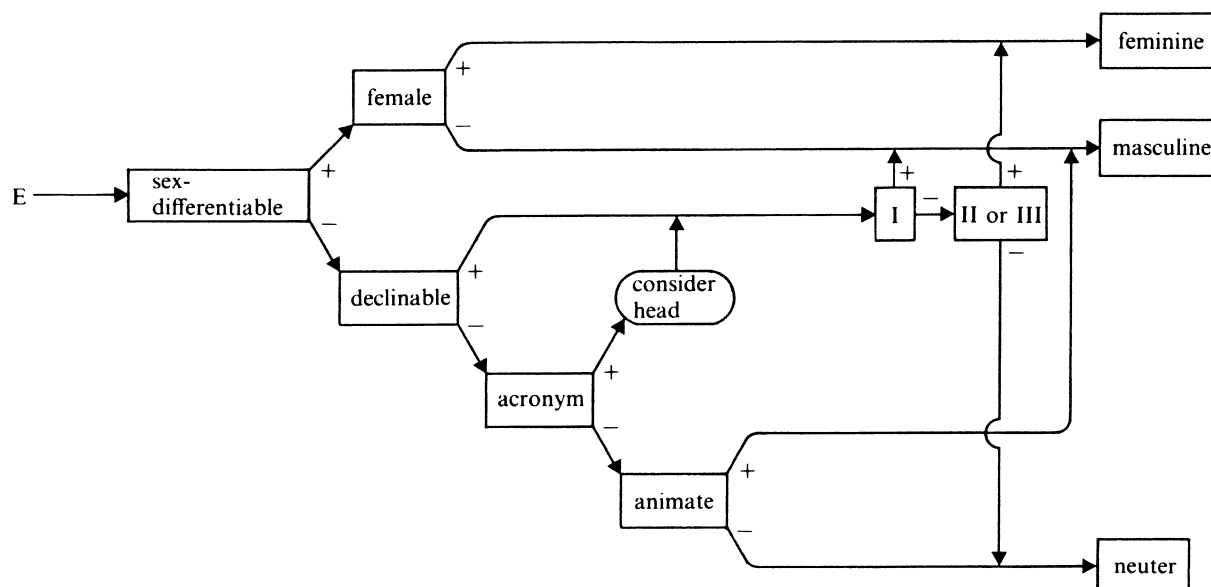 feminine
+
female
−
masculine
E
sex-
differentiable
+
−
+
I
−
+
II or III
−
declinable
+
−
consider
head
acronym
+
−
animate
+
−
neuter